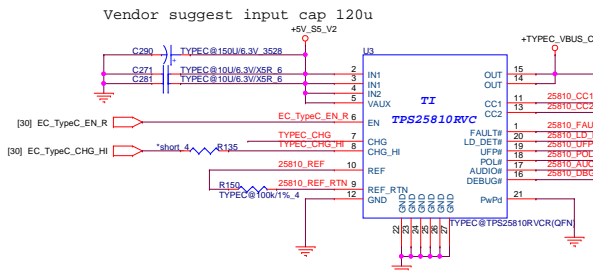 Vendor suggest input cap 120u
+5V_S5_V2
+TYPEC_VBUS_C
C290 TYPEC@150U/6.3V_3528
U3
C271 TYPEC@10U/6.3V/X5R_6
C281 TYPEC@10U/6.3V/X5R_6
2 IN1
3 IN1
4 IN2
5 VAUX
OUT 15
OUT 14
TI
TPS25810RVC
CC1 11 25810_CC1
CC2 13 25810_CC2
[30] EC_TypeC_EN_R
EC_TypeC_EN_R 6 EN
FAULT# 1 25810_FAU
TYPEC_CHG 7 CHG
LD_DET# 20 25810_LD
[30] EC_TypeC_CHG_HI
*short_4 R135 TYPEC_CHG_HI 8 CHG_HI
UFP# 19 25810_UFP
POL# 18 25810_POL
25810_REF 10 REF
AUDIO# 17 25810_AUD
DEBUG# 16 25810_DBG
R150 25810_REF_RTN 9 REF_RTN
TYPEC@100k/1%_4 12 GND
PwPd 21
GND GND GND GND GND GND
22 23 24 25 26 27
TYPEC@TPS25810RVCR(QFN)